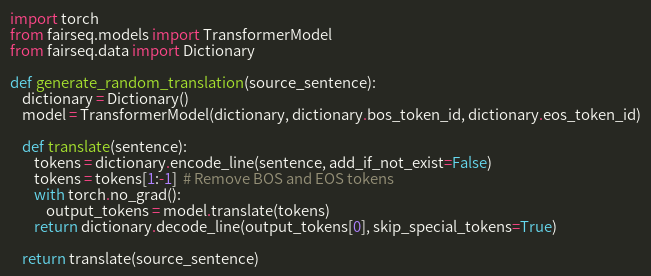 import torch
from fairseq.models import TransformerModel
from fairseq.data import Dictionary

def generate_random_translation(source_sentence):
    dictionary = Dictionary()
    model = TransformerModel(dictionary, dictionary.bos_token_id, dictionary.eos_token_id)

    def translate(sentence):
        tokens = dictionary.encode_line(sentence, add_if_not_exist=False)
        tokens = tokens[1:-1]  # Remove BOS and EOS tokens
        with torch.no_grad():
            output_tokens = model.translate(tokens)
        return dictionary.decode_line(output_tokens[0], skip_special_tokens=True)

    return translate(source_sentence)